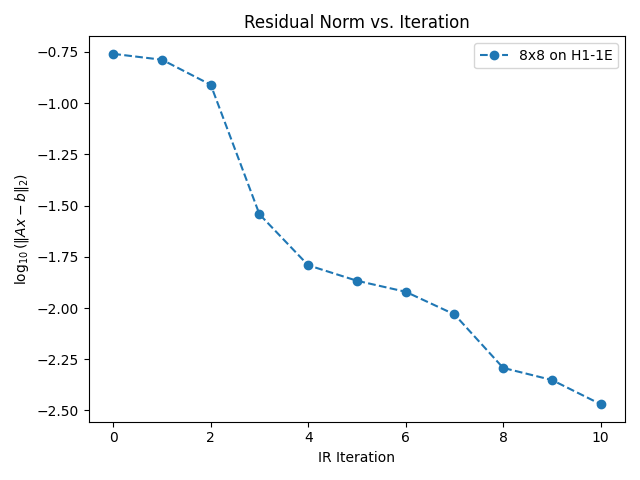 Residual Norm vs. Iteration
8x8 on H1-1E
−0.75
−1.00
−1.25
−1.50
−1.75
−2.00
−2.25
−2.50
log₁₀(‖Ax − b‖₂)
0 2 4 6 8 10
IR Iteration